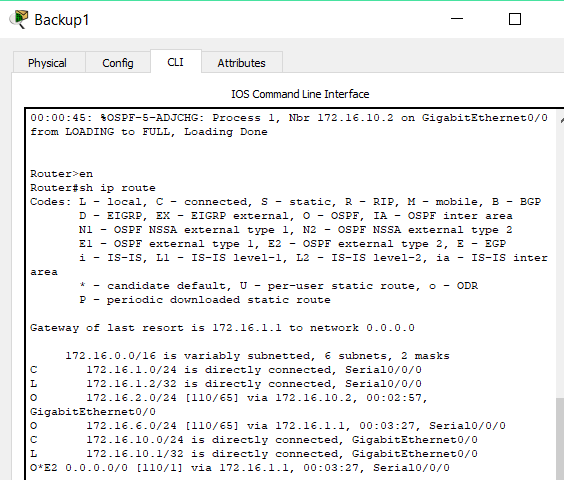 Backup1
Physical Config CLI Attributes
IOS Command Line Interface
00:00:45: %OSPF-5-ADJCHG: Process 1, Nbr 172.16.10.2 on GigabitEthernet0/0
from LOADING to FULL, Loading Done
Router>en
Router#sh ip route
Codes: L - local, C - connected, S - static, R - RIP, M - mobile, B - BGP
D - EIGRP, EX - EIGRP external, O - OSPF, IA - OSPF inter area
N1 - OSPF NSSA external type 1, N2 - OSPF NSSA external type 2
E1 - OSPF external type 1, E2 - OSPF external type 2, E - EGP
i - IS-IS, L1 - IS-IS level-1, L2 - IS-IS level-2, ia - IS-IS inter
area
* - candidate default, U - per-user static route, o - ODR
P - periodic downloaded static route
Gateway of last resort is 172.16.1.1 to network 0.0.0.0
172.16.0.0/16 is variably subnetted, 6 subnets, 2 masks
C 172.16.1.0/24 is directly connected, Serial0/0/0
L 172.16.1.2/32 is directly connected, Serial0/0/0
O 172.16.2.0/24 [110/65] via 172.16.10.2, 00:02:57,
GigabitEthernet0/0
O 172.16.6.0/24 [110/65] via 172.16.1.1, 00:03:27, Serial0/0/0
C 172.16.10.0/24 is directly connected, GigabitEthernet0/0
L 172.16.10.1/32 is directly connected, GigabitEthernet0/0
O*E2 0.0.0.0/0 [110/1] via 172.16.1.1, 00:03:27, Serial0/0/0